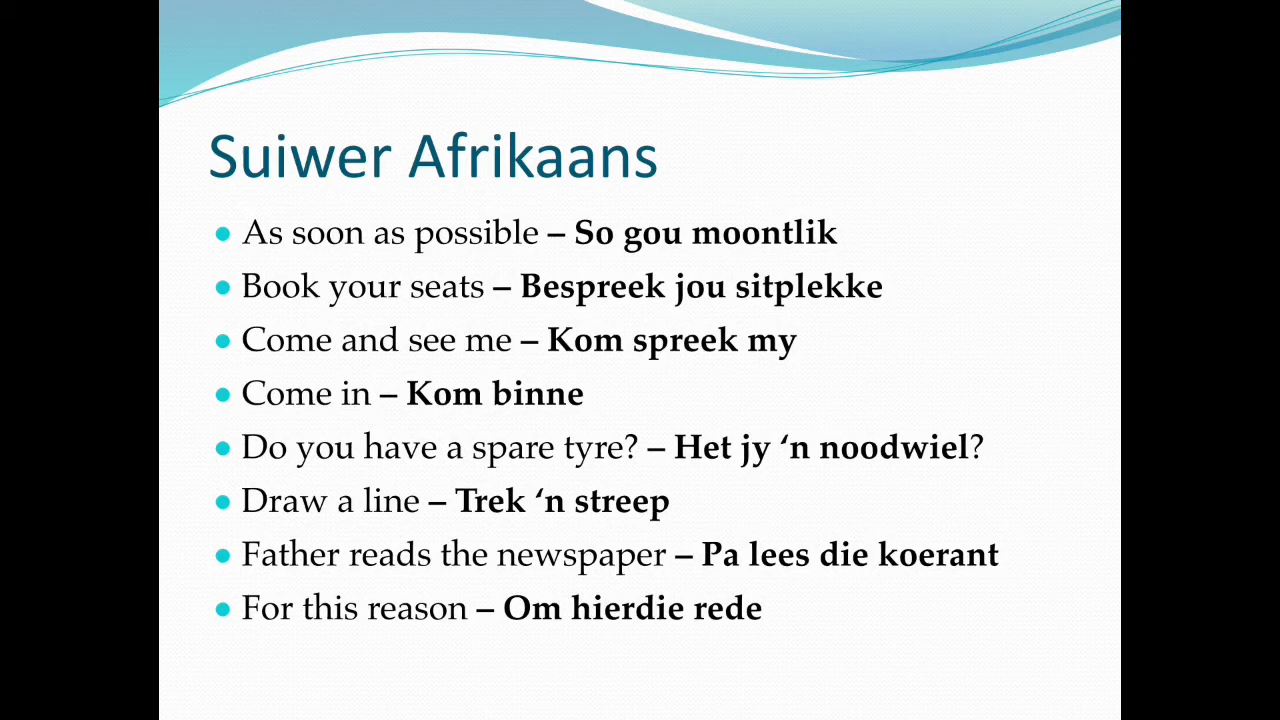 Suiwer Afrikaans
As soon as possible – So gou moontlik
Book your seats – Bespreek jou sitplekke
Come and see me – Kom spreek my
Come in – Kom binne
Do you have a spare tyre? – Het jy ‘n noodwiel?
Draw a line – Trek ‘n streep
Father reads the newspaper – Pa lees die koerant
For this reason – Om hierdie rede